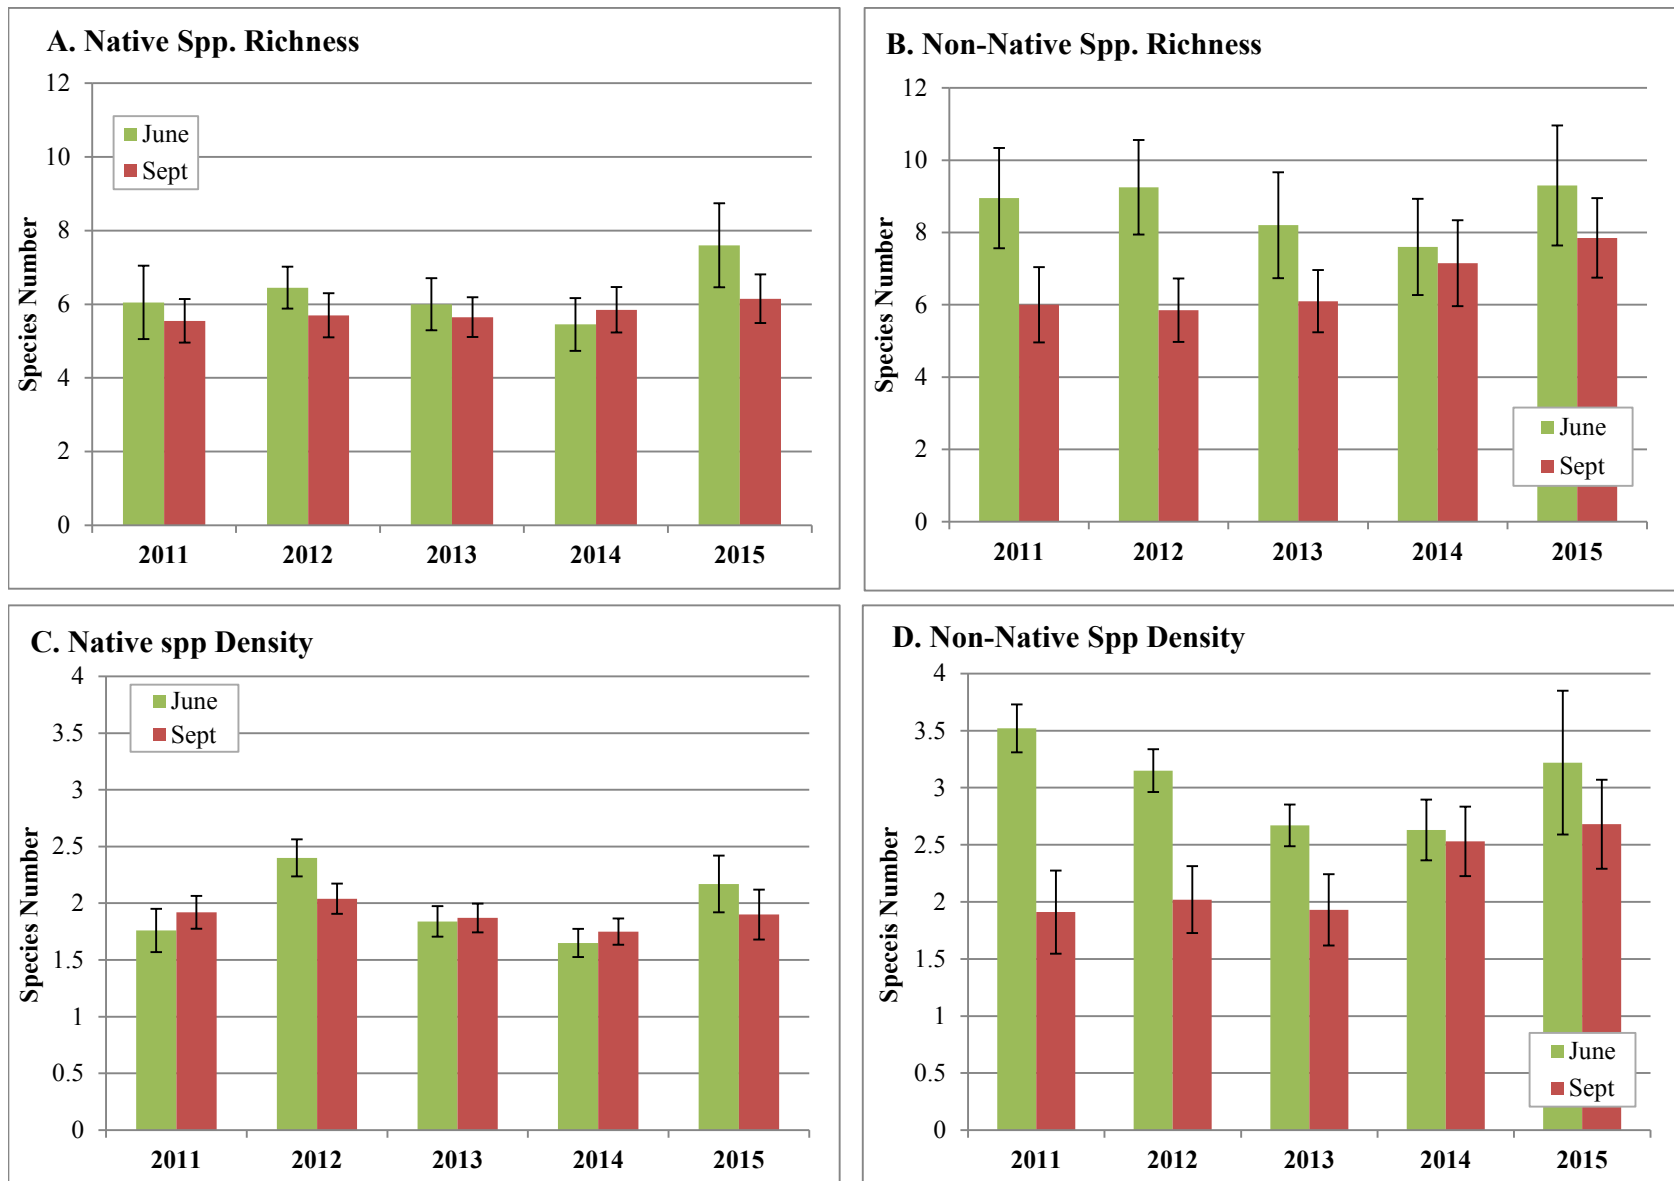 A. Native Spp. Richness
12
10
8
6
4
2
0
Species Number
June
Sept
2011 2012 2013 2014 2015
B. Non-Native Spp. Richness
12
10
8
6
4
2
0
Species Number
June
Sept
2011 2012 2013 2014 2015
C. Native spp Density
4
3.5
3
2.5
2
1.5
1
0.5
0
Species Number
June
Sept
2011 2012 2013 2014 2015
D. Non-Native Spp Density
4
3.5
3
2.5
2
1.5
1
0.5
0
Speceis Number
June
Sept
2011 2012 2013 2014 2015